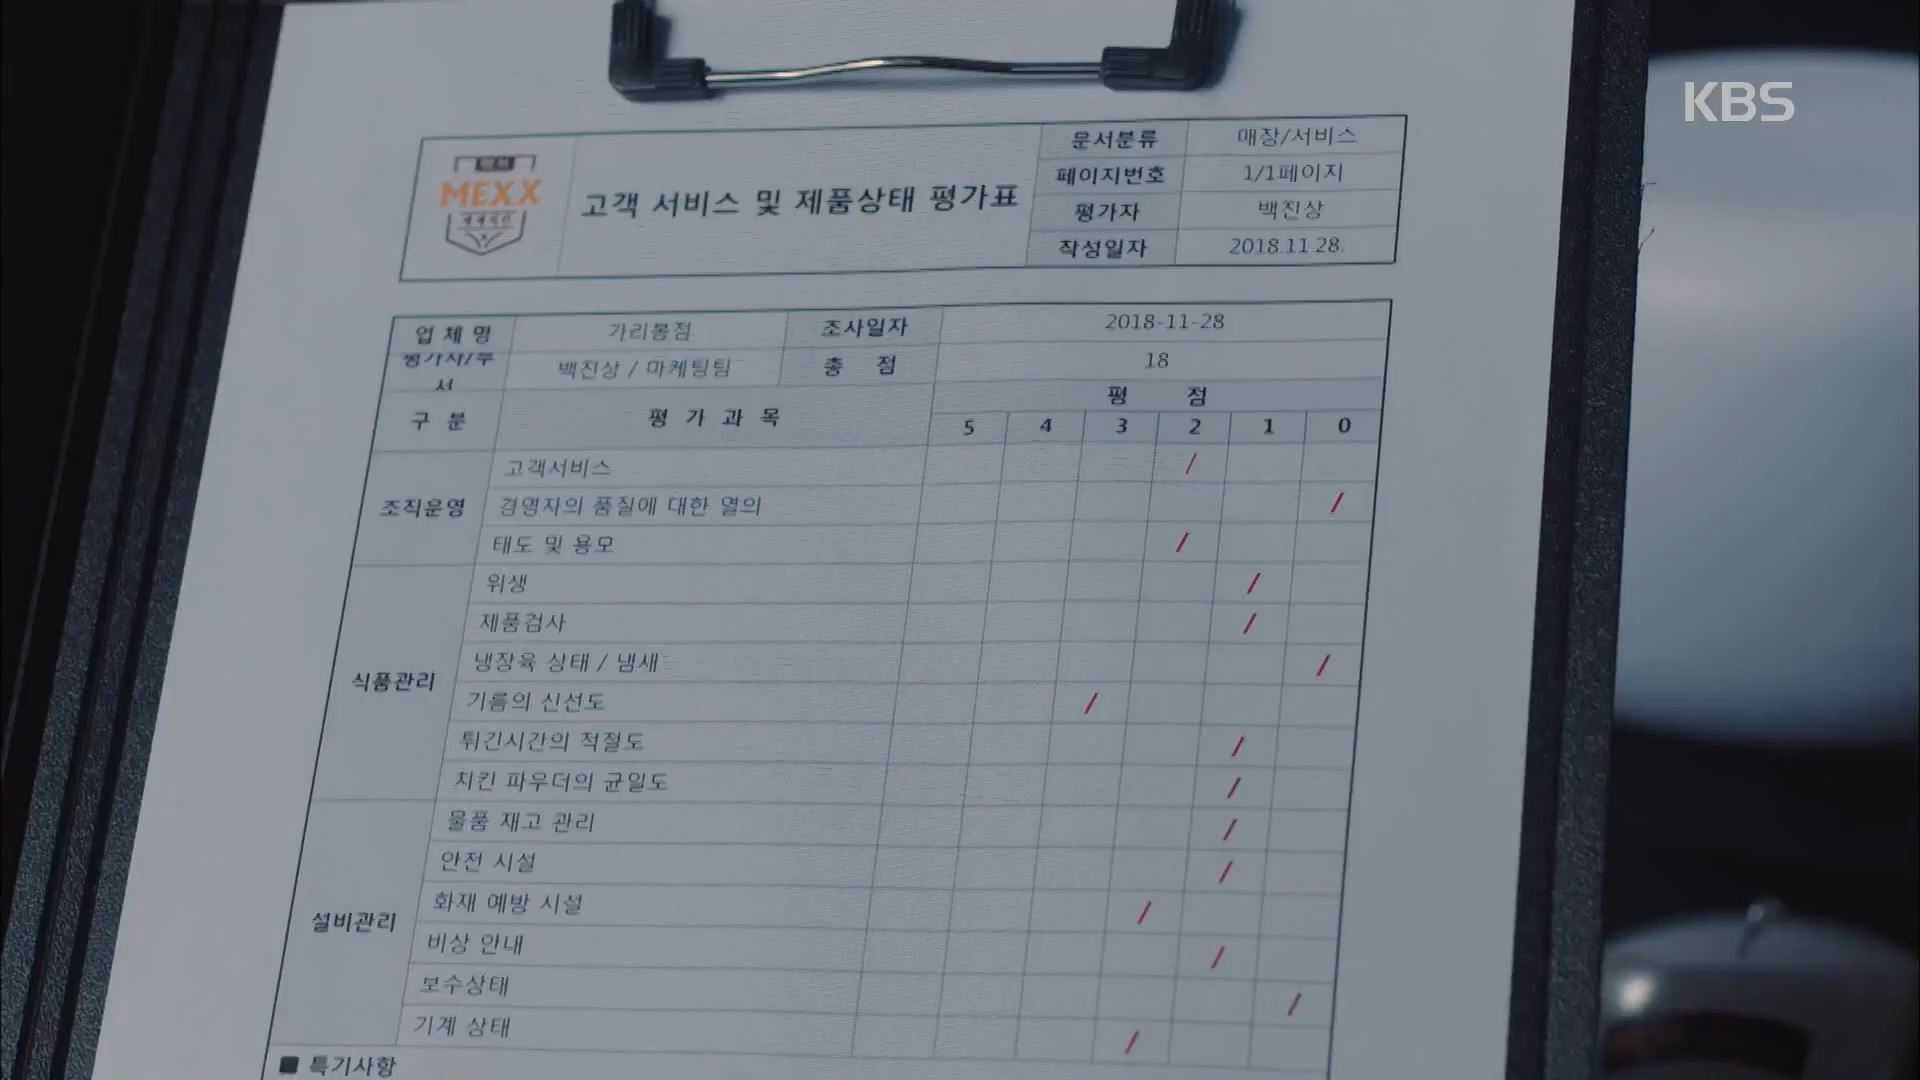 KBS
MEXX
고객 서비스 및 제품상태 평가표
문서분류 매장/서비스
페이지번호 1/1페이지
평가자 백진상
작성일자 2018.11.28.
업 체 명 가리봉점 조사일자 2018-11-28
평가자/부서 백진상 / 마케팅팀 총 점 18
구 분 평 가 과 목 평 점
5 4 3 2 1 0
조직운영
고객서비스 /
경영자의 품질에 대한 열의 /
태도 및 용모 /
식품관리
위생 /
제품검사 /
냉장육 상태 / 냄새 /
기름의 신선도 /
튀긴시간의 적절도 /
치킨 파우더의 균일도 /
설비관리
물품 재고 관리 /
안전 시설 /
화재 예방 시설 /
비상 안내 /
보수상태 /
기계 상태 /
■ 특기사항